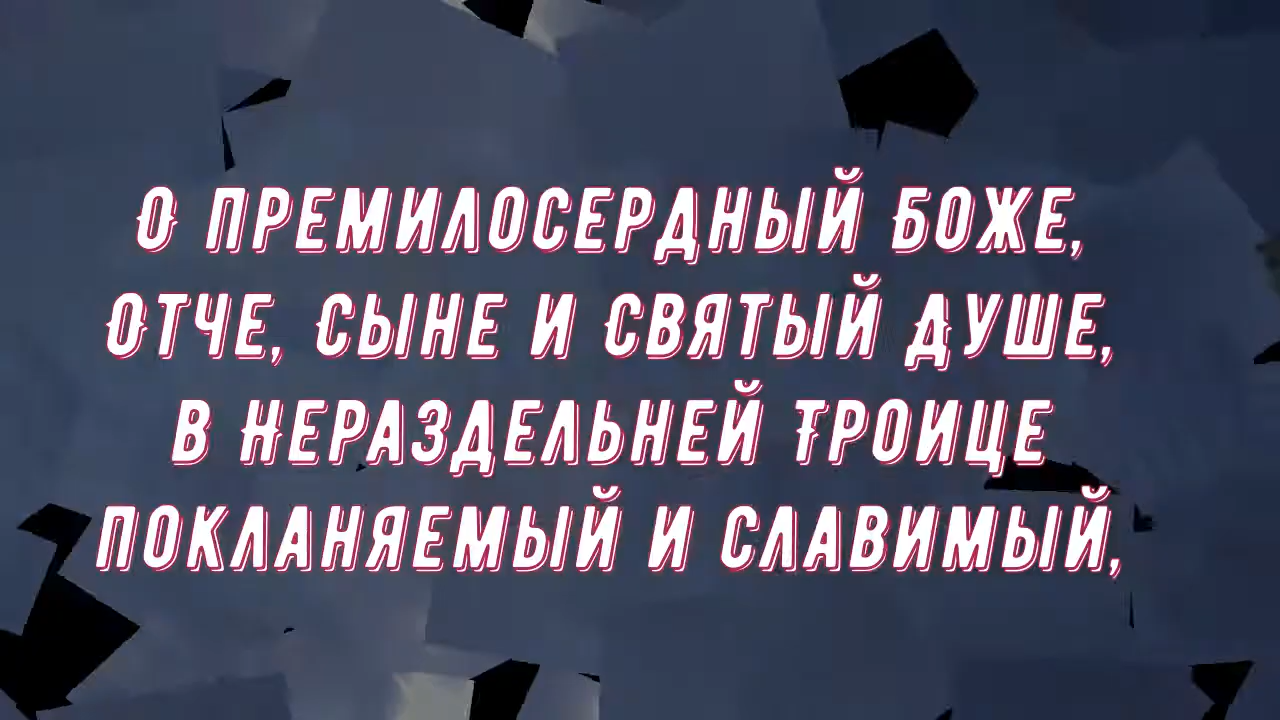 О премилосердный Боже,
Отче, Сыне и Святый Душе,
в Нераздельней Троице
покланяемый и славимый,